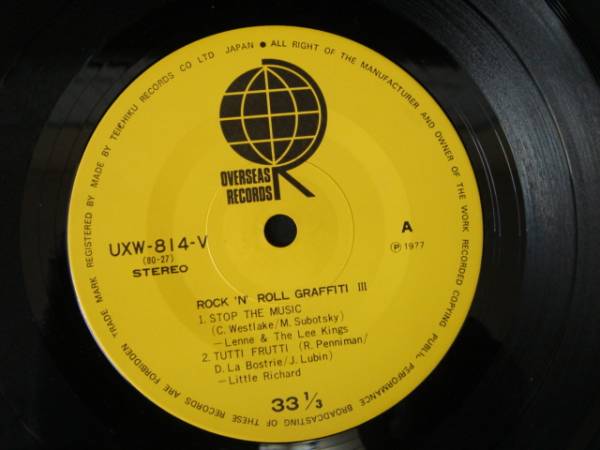 TRADE MARK REGISTERED BY MADE BY TEICHIKU RECORDS CO LTD JAPAN ● ALL RIGHT OF THE MANUFACTURER AND OWNER OF THE WORK RECORDED COPYING PUBLI, PERFORMANCE BROADCASTING OF THESE RECORDS ARE FORBIDDEN
OVERSEAS
RECORDS
UXW-814-V
(80-27)
STEREO
A
Ⓟ 1977
ROCK 'N' ROLL GRAFFITI III
1. STOP THE MUSIC
(C. Westlake/M. Subotsky)
—Lenne & The Lee Kings
2. TUTTI FRUTTI (R. Penniman/
D. La Bostrie/J. Lubin)
—Little Richard
33 1/3